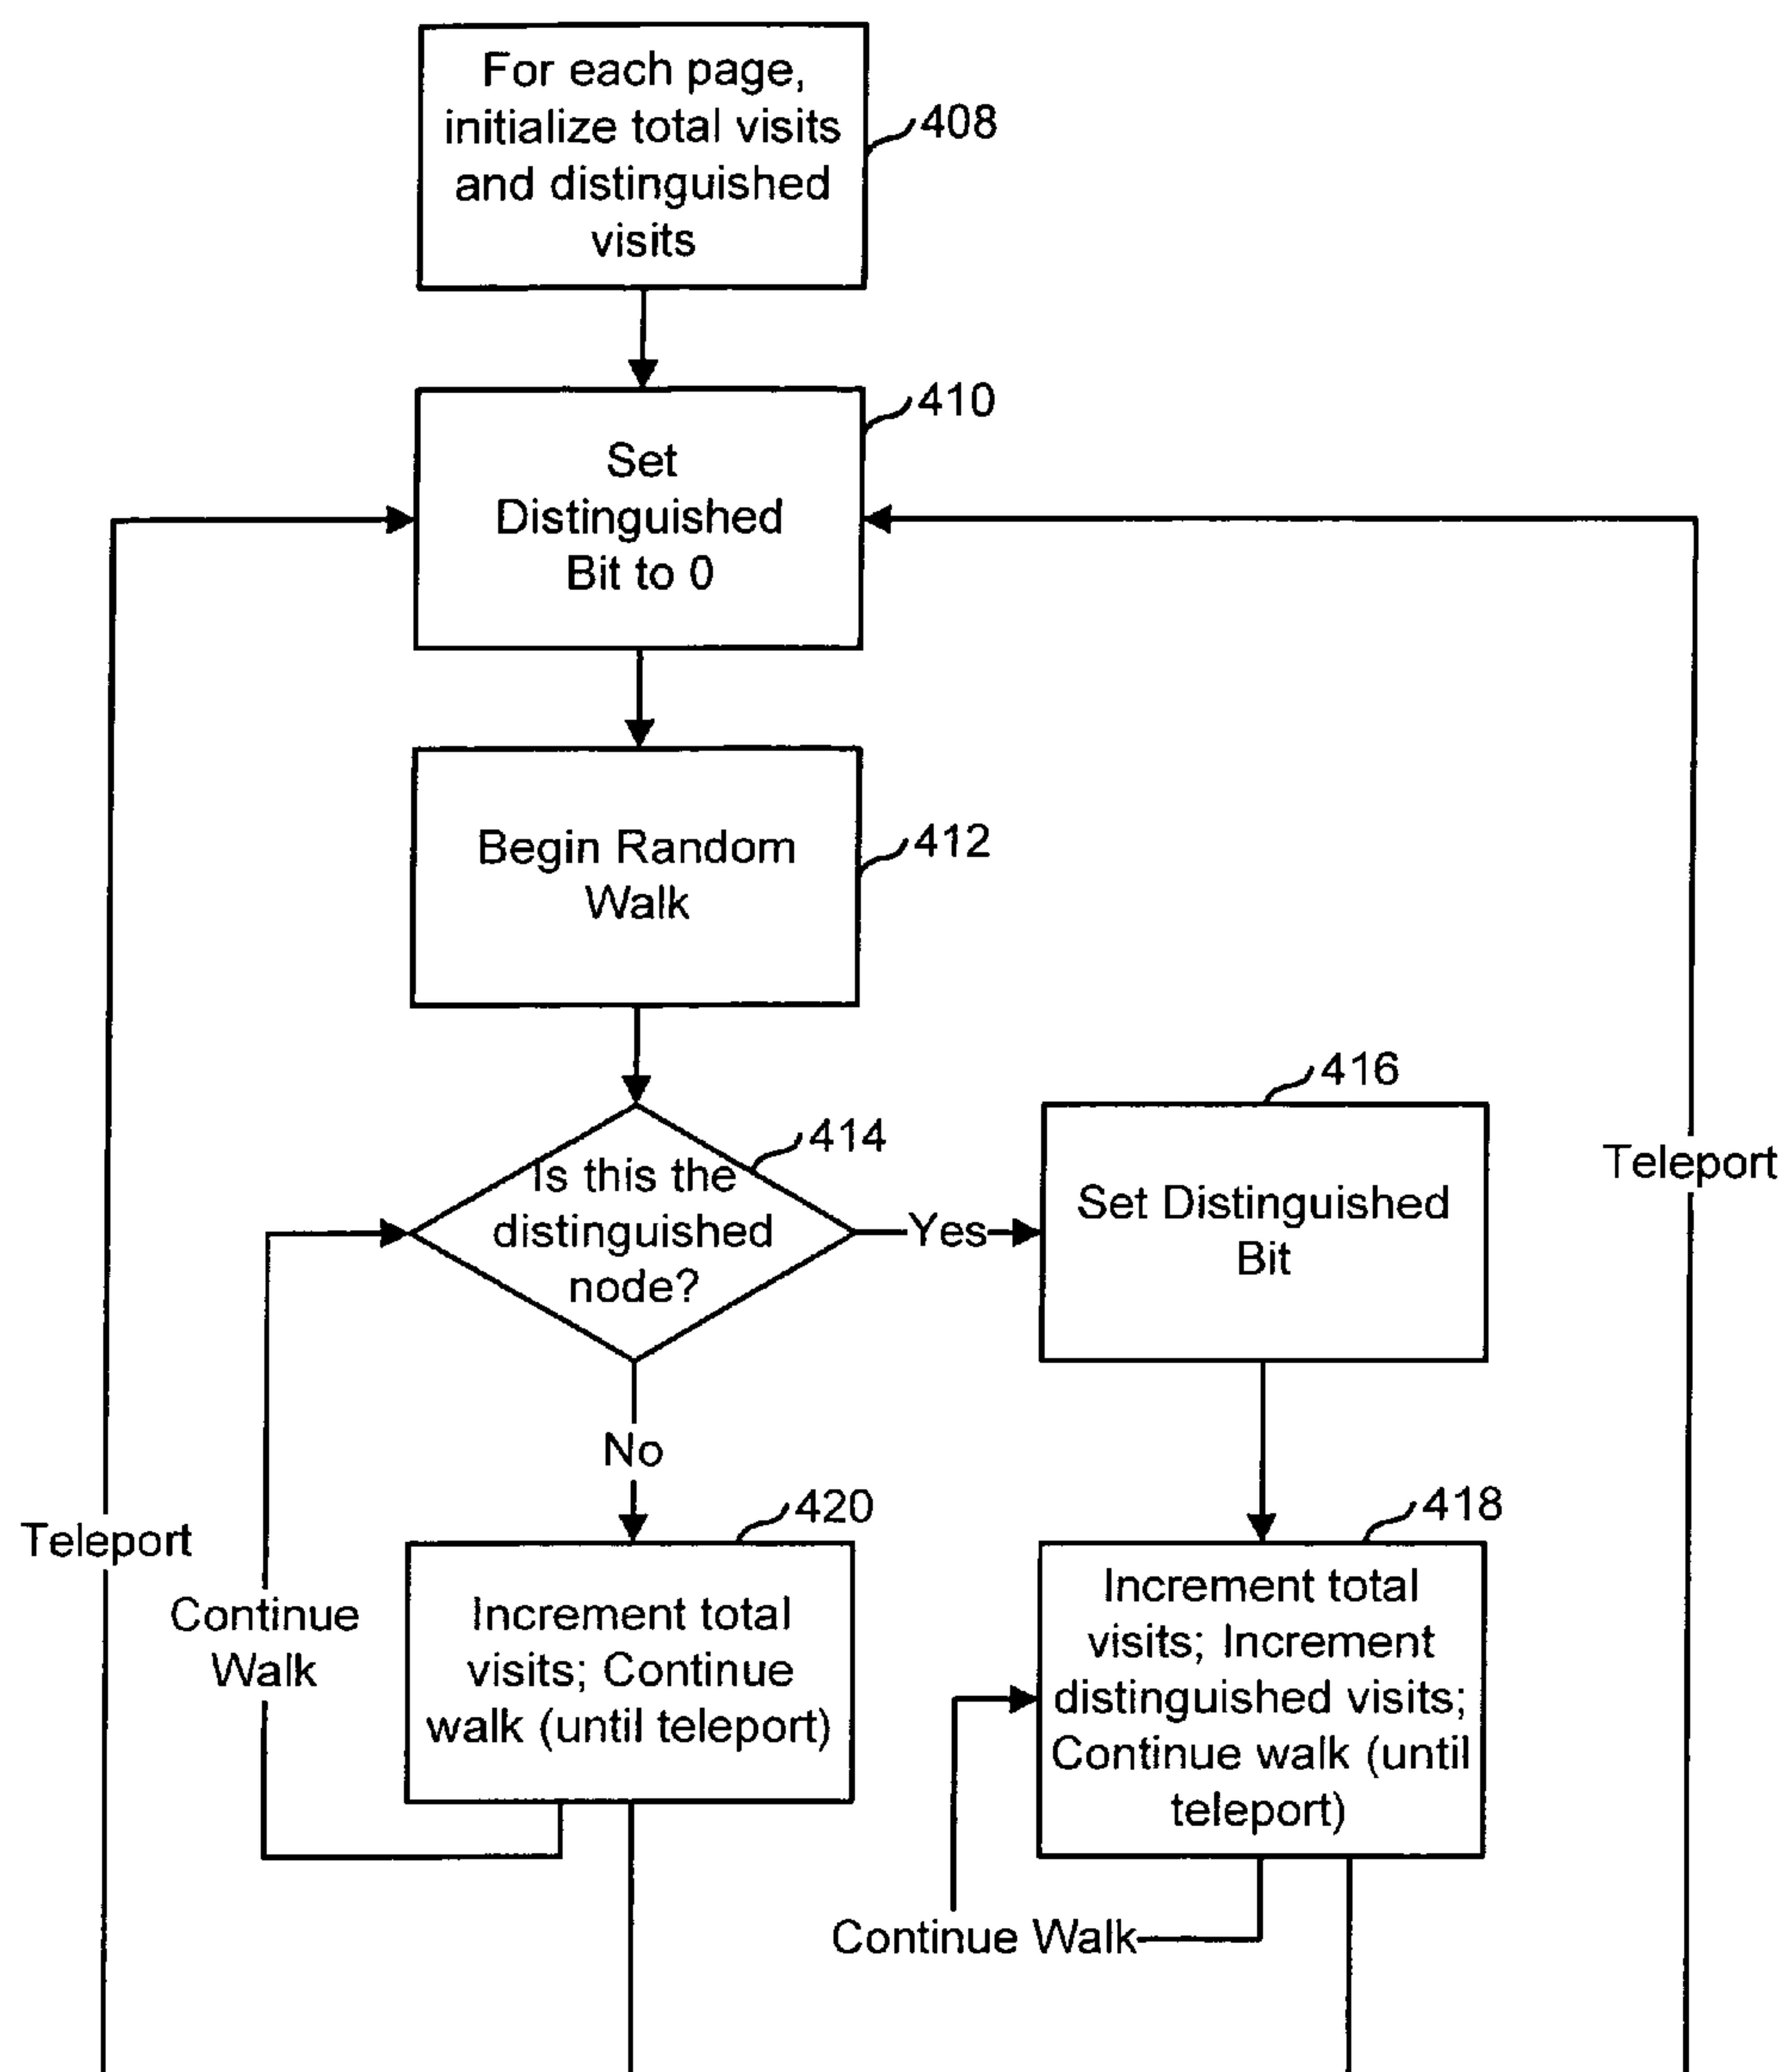 For each page,
initialize total visits
and distinguished
visits
408
410
Set
Distinguished
Bit to 0
412
Begin Random
Walk
416
414
Is this the
distinguished
node?
Yes
Set Distinguished
Bit
Teleport
No
420
418
Teleport
Continue
Walk
Increment total
visits; Continue
walk (until teleport)
Increment total
visits; Increment
distinguished visits;
Continue walk (until
teleport)
Continue Walk